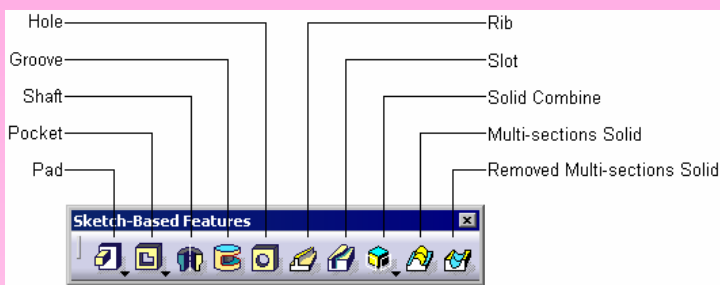 Hole
Groove
Shaft
Pocket
Pad
Rib
Slot
Solid Combine
Multi-sections Solid
Removed Multi-sections Solid
Sketch-Based Features